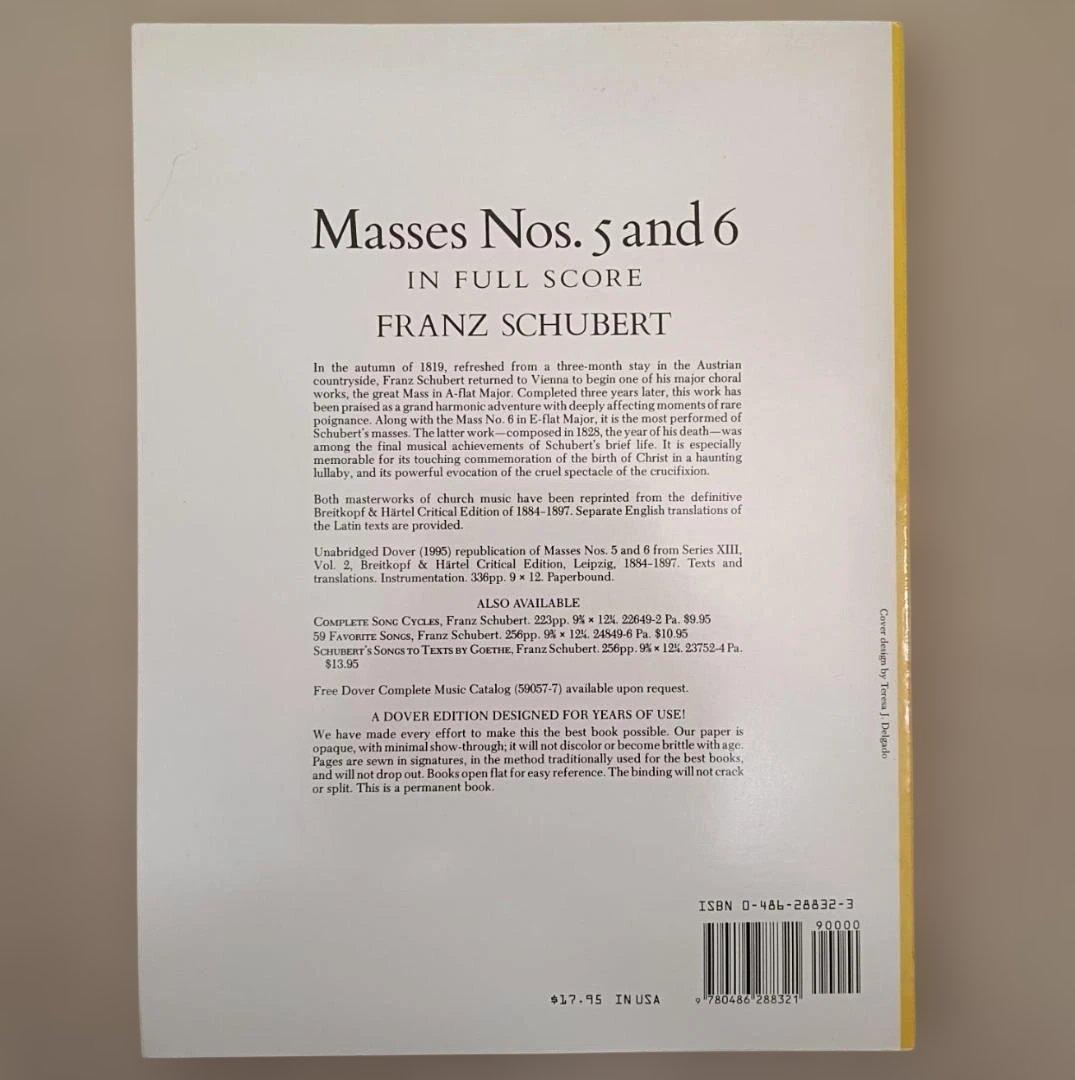 Masses Nos. 5 and 6
IN FULL SCORE
FRANZ SCHUBERT
In the autumn of 1819, refreshed from a three-month stay in the Austrian
countryside, Franz Schubert returned to Vienna to begin one of his major choral
works, the great Mass in A-flat Major. Completed three years later, this work has
been praised as a grand harmonic adventure with deeply affecting moments of rare
poignance. Along with the Mass No. 6 in E-flat Major, it is the most performed of
Schubert's masses. The latter work—composed in 1828, the year of his death—was
among the final musical achievements of Schubert's brief life. It is especially
memorable for its touching commemoration of the birth of Christ in a haunting
lullaby, and its powerful evocation of the cruel spectacle of the crucifixion.
Both masterworks of church music have been reprinted from the definitive
Breitkopf & Härtel Critical Edition of 1884–1897. Separate English translations of
the Latin texts are provided.
Unabridged Dover (1995) republication of Masses Nos. 5 and 6 from Series XIII,
Vol. 2, Breitkopf & Härtel Critical Edition, Leipzig, 1884–1897. Texts and
translations. Instrumentation. 336pp. 9 × 12. Paperbound.
ALSO AVAILABLE
COMPLETE SONG CYCLES, Franz Schubert. 223pp. 9⅜ × 12¼. 22649-2 Pa. $9.95
59 FAVORITE SONGS, Franz Schubert. 256pp. 9⅜ × 12¼. 24849-6 Pa. $10.95
SCHUBERT'S SONGS TO TEXTS BY GOETHE, Franz Schubert. 256pp. 9⅜ × 12¼. 23752-4 Pa.
$13.95
Free Dover Complete Music Catalog (59057-7) available upon request.
A DOVER EDITION DESIGNED FOR YEARS OF USE!
We have made every effort to make this the best book possible. Our paper is
opaque, with minimal show-through; it will not discolor or become brittle with age.
Pages are sewn in signatures, in the method traditionally used for the best books,
and will not drop out. Books open flat for easy reference. The binding will not crack
or split. This is a permanent book.
Cover design by Teresa J. Delgado
ISBN 0-486-28832-3
90000
$17.95 IN USA
9 780486 288321